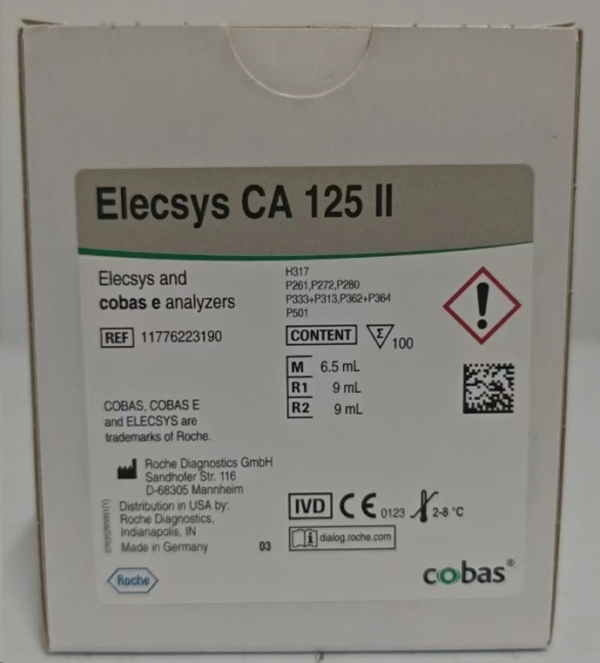 Elecsys CA 125 II
Elecsys and
cobas e analyzers
REF 11776223190
H317
P261,P272,P280
P333+P313,P362+P364
P501
CONTENT Σ 100
M 6.5 mL
R1 9 mL
R2 9 mL
COBAS, COBAS E
and ELECSYS are
trademarks of Roche.
Roche Diagnostics GmbH
Sandhofer Str. 116
D-68305 Mannheim
Distribution in USA by:
Roche Diagnostics,
Indianapolis, IN
Made in Germany 03
IVD CE 0123 2-8 °C
i dialog.roche.com
Roche
cobas®